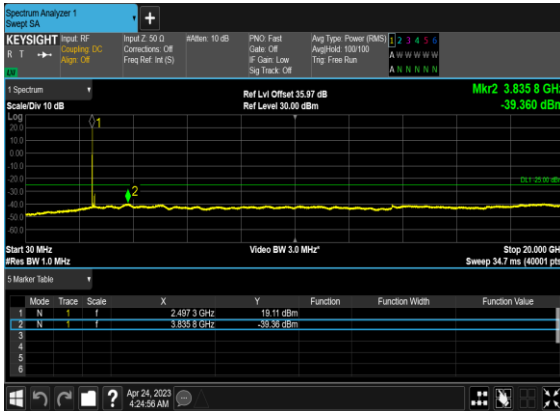 Spectrum Analyzer 1
Swept SA
+
KEYSIGHT
R T
LXI
Input: RF
Coupling: DC
Align: Off
Input Z: 50 Ω
Corrections: Off
Freq Ref: Int (S)
#Atten: 10 dB
PNO: Fast
Gate: Off
IF Gain: Low
Sig Track: Off
Avg Type: Power (RMS)
Avg|Hold: 100/100
Trig: Free Run
1 2 3 4 5 6
A W W W W W
A N N N N N
1 Spectrum
Scale/Div 10 dB
Ref Lvl Offset 35.97 dB
Ref Level 30.00 dBm
Mkr2 3.835 8 GHz
-39.360 dBm
Log
20.0
10.0
0.00
-10.0
-20.0
-30.0
-40.0
-50.0
-60.0
1
2
DL1 -25.00 dBm
Start 30 MHz
#Res BW 1.0 MHz
Video BW 3.0 MHz*
Stop 20.000 GHz
Sweep 34.7 ms (40001 pts)
5 Marker Table
Mode Trace Scale X Y Function Function Width Function Value
1 N 1 f 2.497 3 GHz 19.11 dBm
2 N 1 f 3.835 8 GHz -39.36 dBm
3
4
5
6
?
Apr 24, 2023
4:24:56 AM